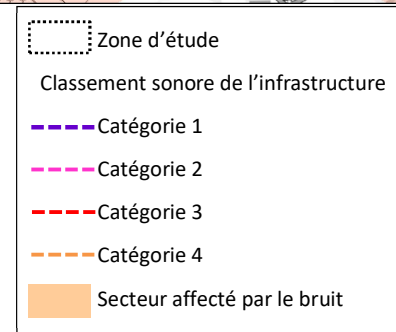 Zone d'étude
Classement sonore de l'infrastructure
Catégorie 1
Catégorie 2
Catégorie 3
Catégorie 4
Secteur affecté par le bruit